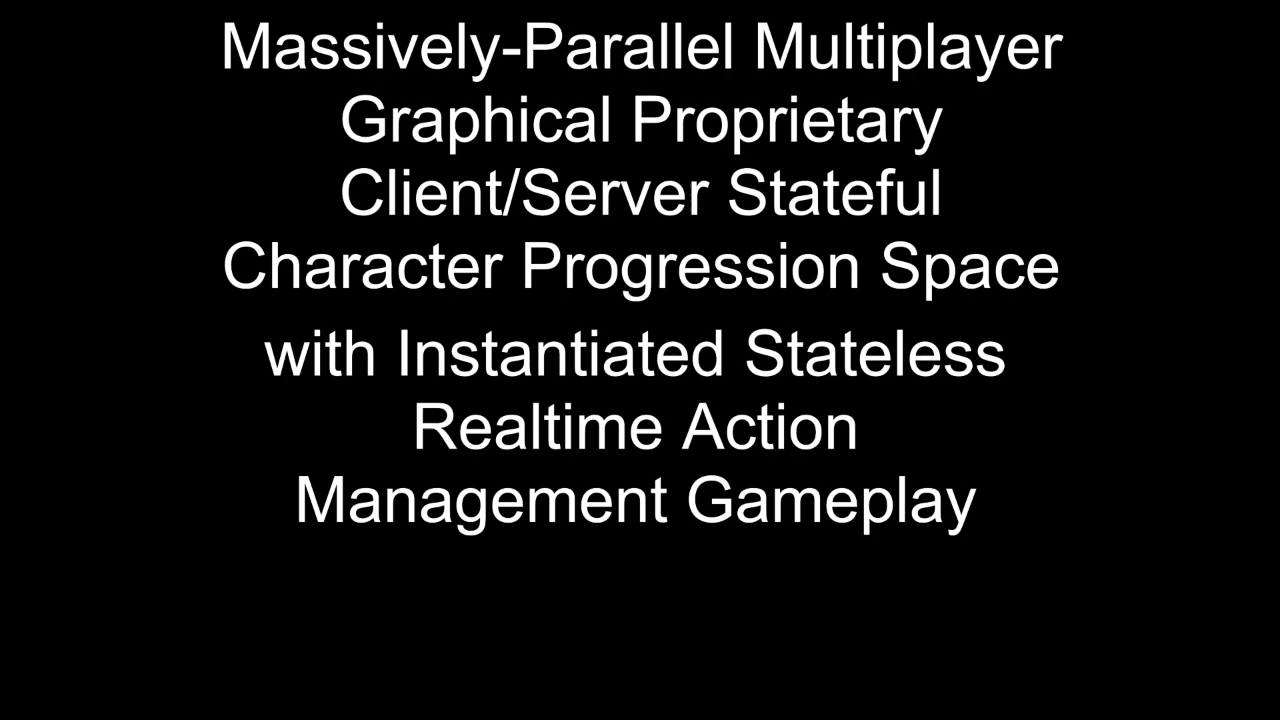 Massively-Parallel Multiplayer
Graphical Proprietary
Client/Server Stateful
Character Progression Space
with Instantiated Stateless
Realtime Action
Management Gameplay